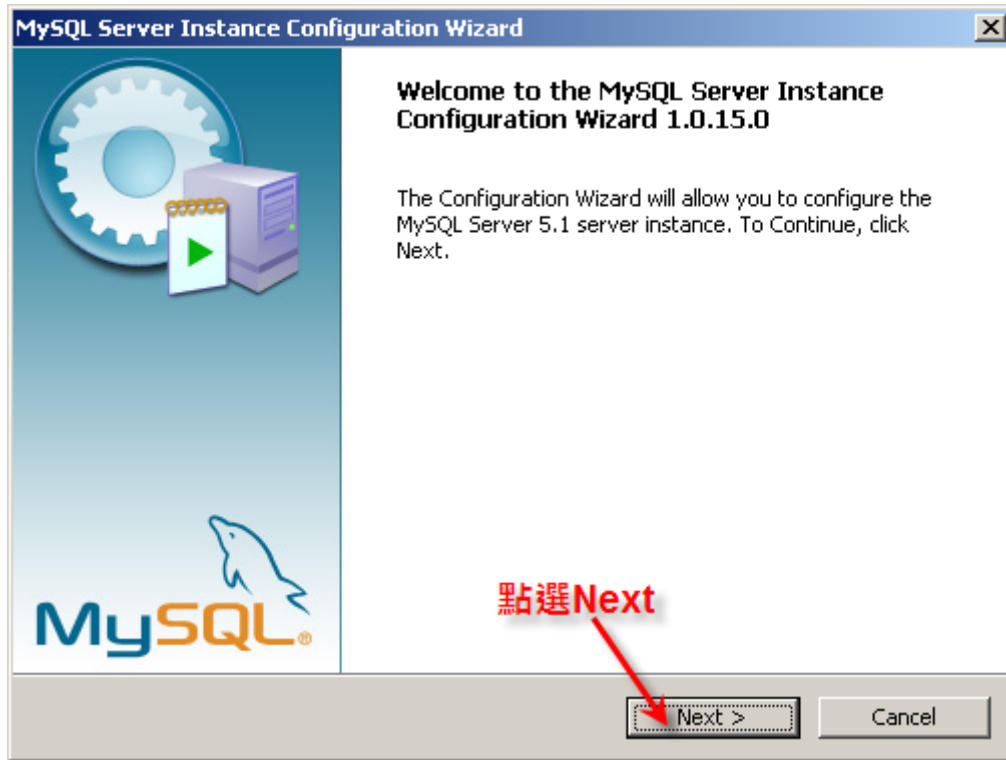 MySQL Server Instance Configuration Wizard
Welcome to the MySQL Server Instance
Configuration Wizard 1.0.15.0
The Configuration Wizard will allow you to configure the
MySQL Server 5.1 server instance. To Continue, click
Next.
點選Next
MySQL®
Next >
Cancel